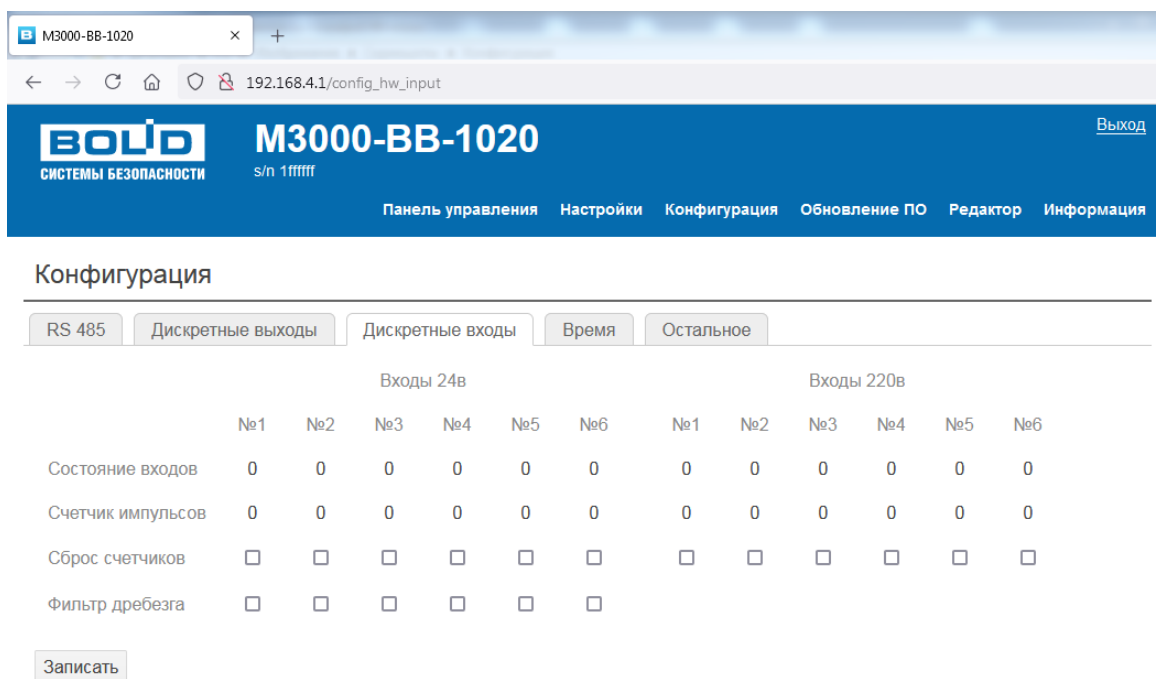 M3000-BB-1020
192.168.4.1/config_hw_input
BOLID
СИСТЕМЫ БЕЗОПАСНОСТИ
M3000-BB-1020
s/n 1ffffff
Выход
Панель управления Настройки Конфигурация Обновление ПО Редактор Информация
Конфигурация
RS 485 Дискретные выходы Дискретные входы Время Остальное
Входы 24в Входы 220в
№1 №2 №3 №4 №5 №6 №1 №2 №3 №4 №5 №6
Состояние входов 0 0 0 0 0 0 0 0 0 0 0 0
Счетчик импульсов 0 0 0 0 0 0 0 0 0 0 0 0
Сброс счетчиков
Фильтр дребезга
Записать